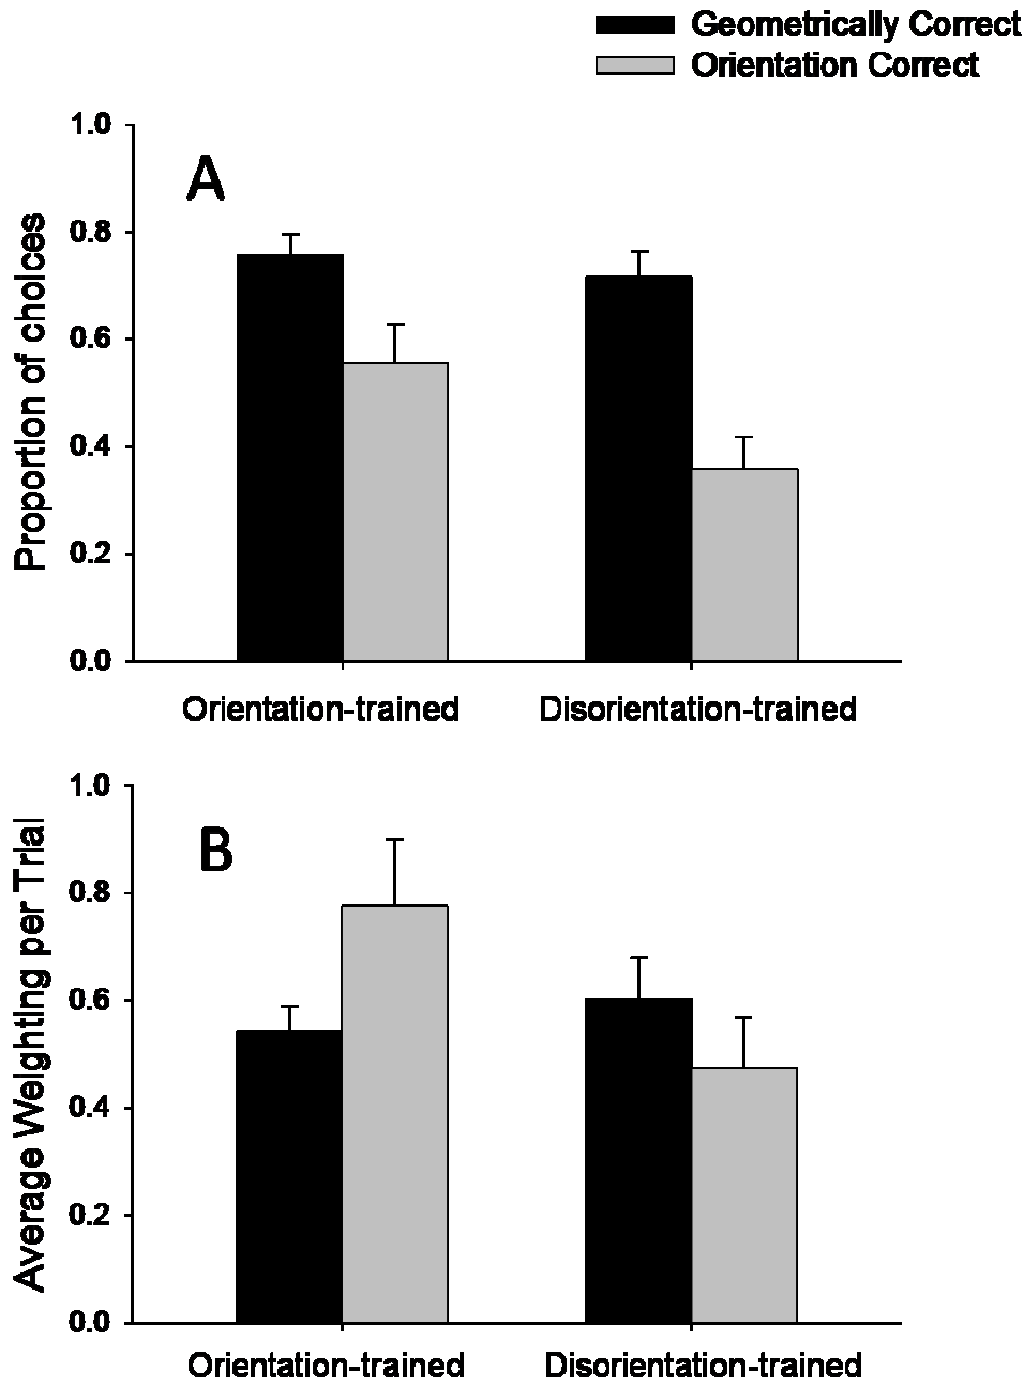 Geometrically Correct
Orientation Correct
A
Proportion of choices
1.0
0.8
0.6
0.4
0.2
0.0
Orientation-trained Disorientation-trained
B
Average Weighting per Trial
1.0
0.8
0.6
0.4
0.2
0.0
Orientation-trained Disorientation-trained